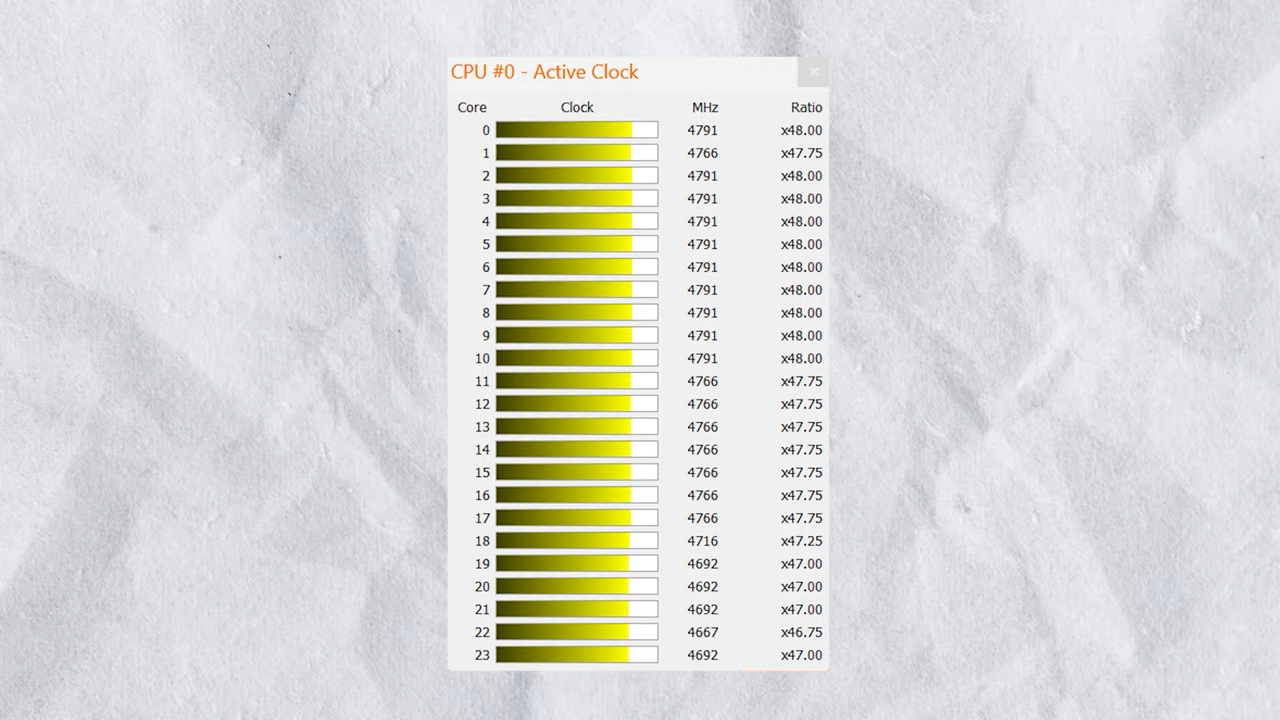 CPU #0 - Active Clock
Core Clock MHz Ratio
0 4791 x48.00
1 4766 x47.75
2 4791 x48.00
3 4791 x48.00
4 4791 x48.00
5 4791 x48.00
6 4791 x48.00
7 4791 x48.00
8 4791 x48.00
9 4791 x48.00
10 4791 x48.00
11 4766 x47.75
12 4766 x47.75
13 4766 x47.75
14 4766 x47.75
15 4766 x47.75
16 4766 x47.75
17 4766 x47.75
18 4716 x47.25
19 4692 x47.00
20 4692 x47.00
21 4692 x47.00
22 4667 x46.75
23 4692 x47.00